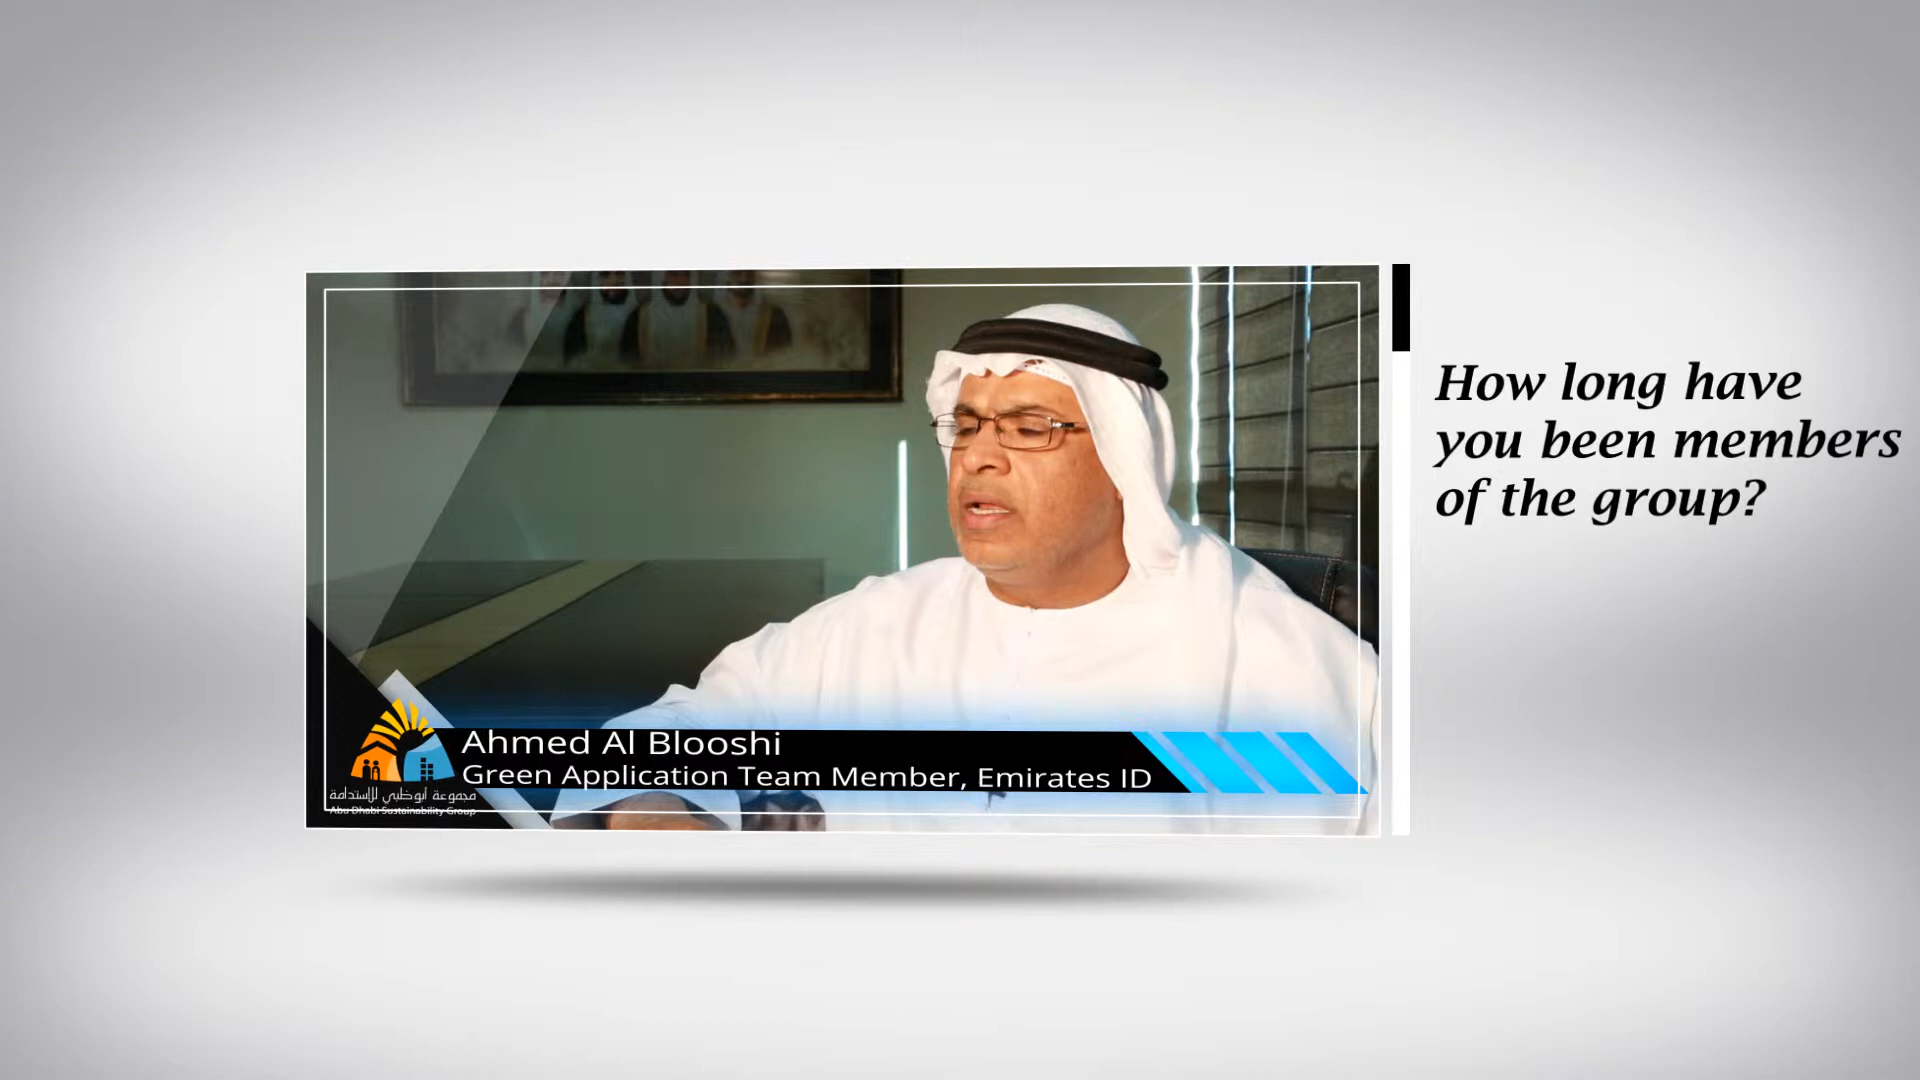 How long have
you been members
of the group?
Ahmed Al Blooshi
Green Application Team Member, Emirates ID
مجموعة أبوظبي للاستدامة
Abu Dhabi Sustainability Group